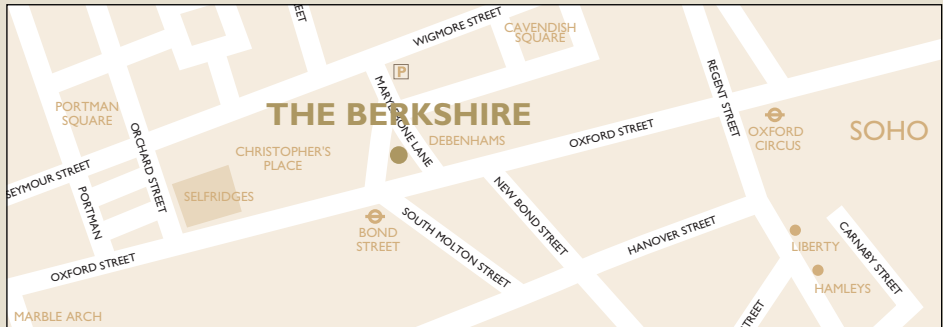 EET
WIGMORE STREET
CAVENDISH
SQUARE
P
PORTMAN
SQUARE
ORCHARD STREET
THE BERKSHIRE
MARYLEBONE LANE
DEBENHAMS
CHRISTOPHER'S
PLACE
OXFORD STREET
REGENT STREET
OXFORD
CIRCUS
SOHO
SEYMOUR STREET
PORTMAN
SELFRIDGES
BOND
STREET
SOUTH MOLTON STREET
NEW BOND STREET
HANOVER STREET
LIBERTY
CARNABY STREET
HAMLEYS
OXFORD STREET
MARBLE ARCH
STREET